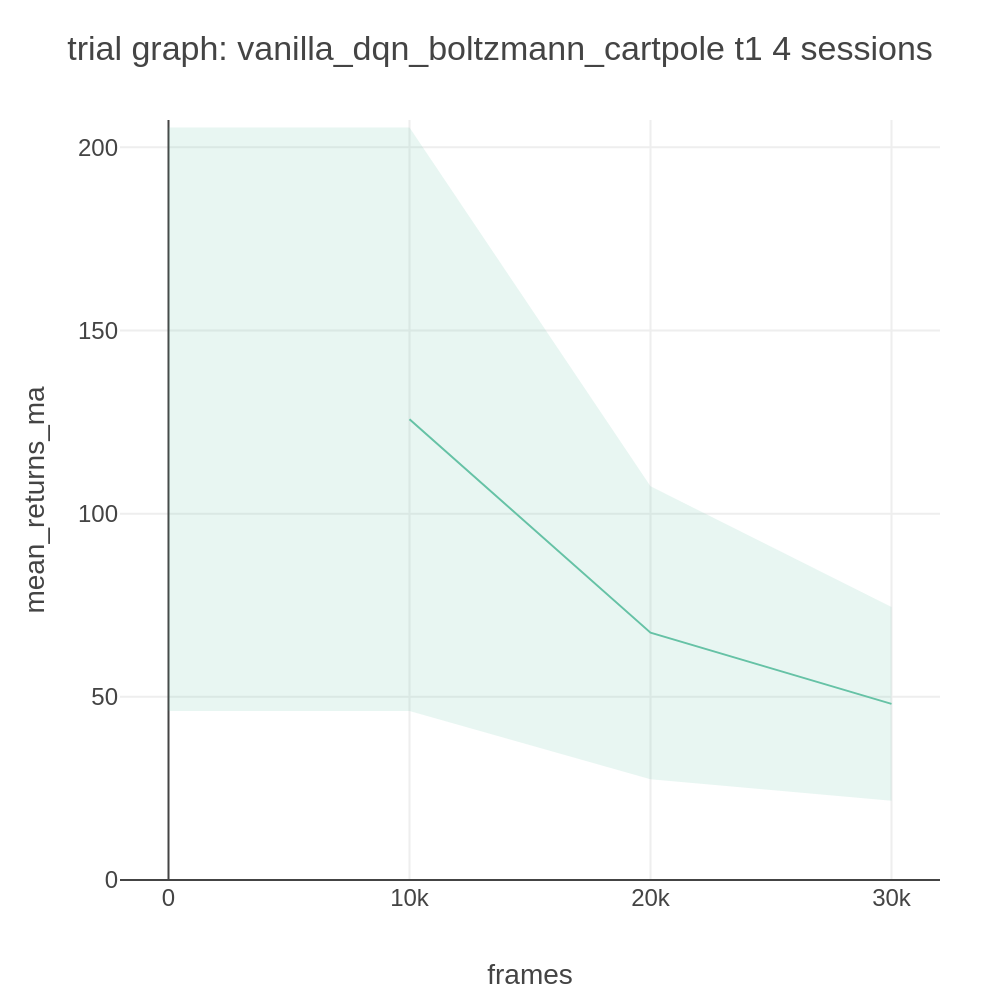 trial graph: vanilla_dqn_boltzmann_cartpole t1 4 sessions
200
150
100
50
0
mean_returns_ma
0 10k 20k 30k
frames